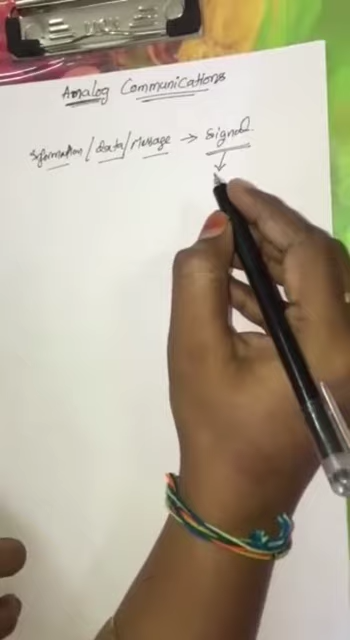 Analog Communications
Information / data / Message → Signal